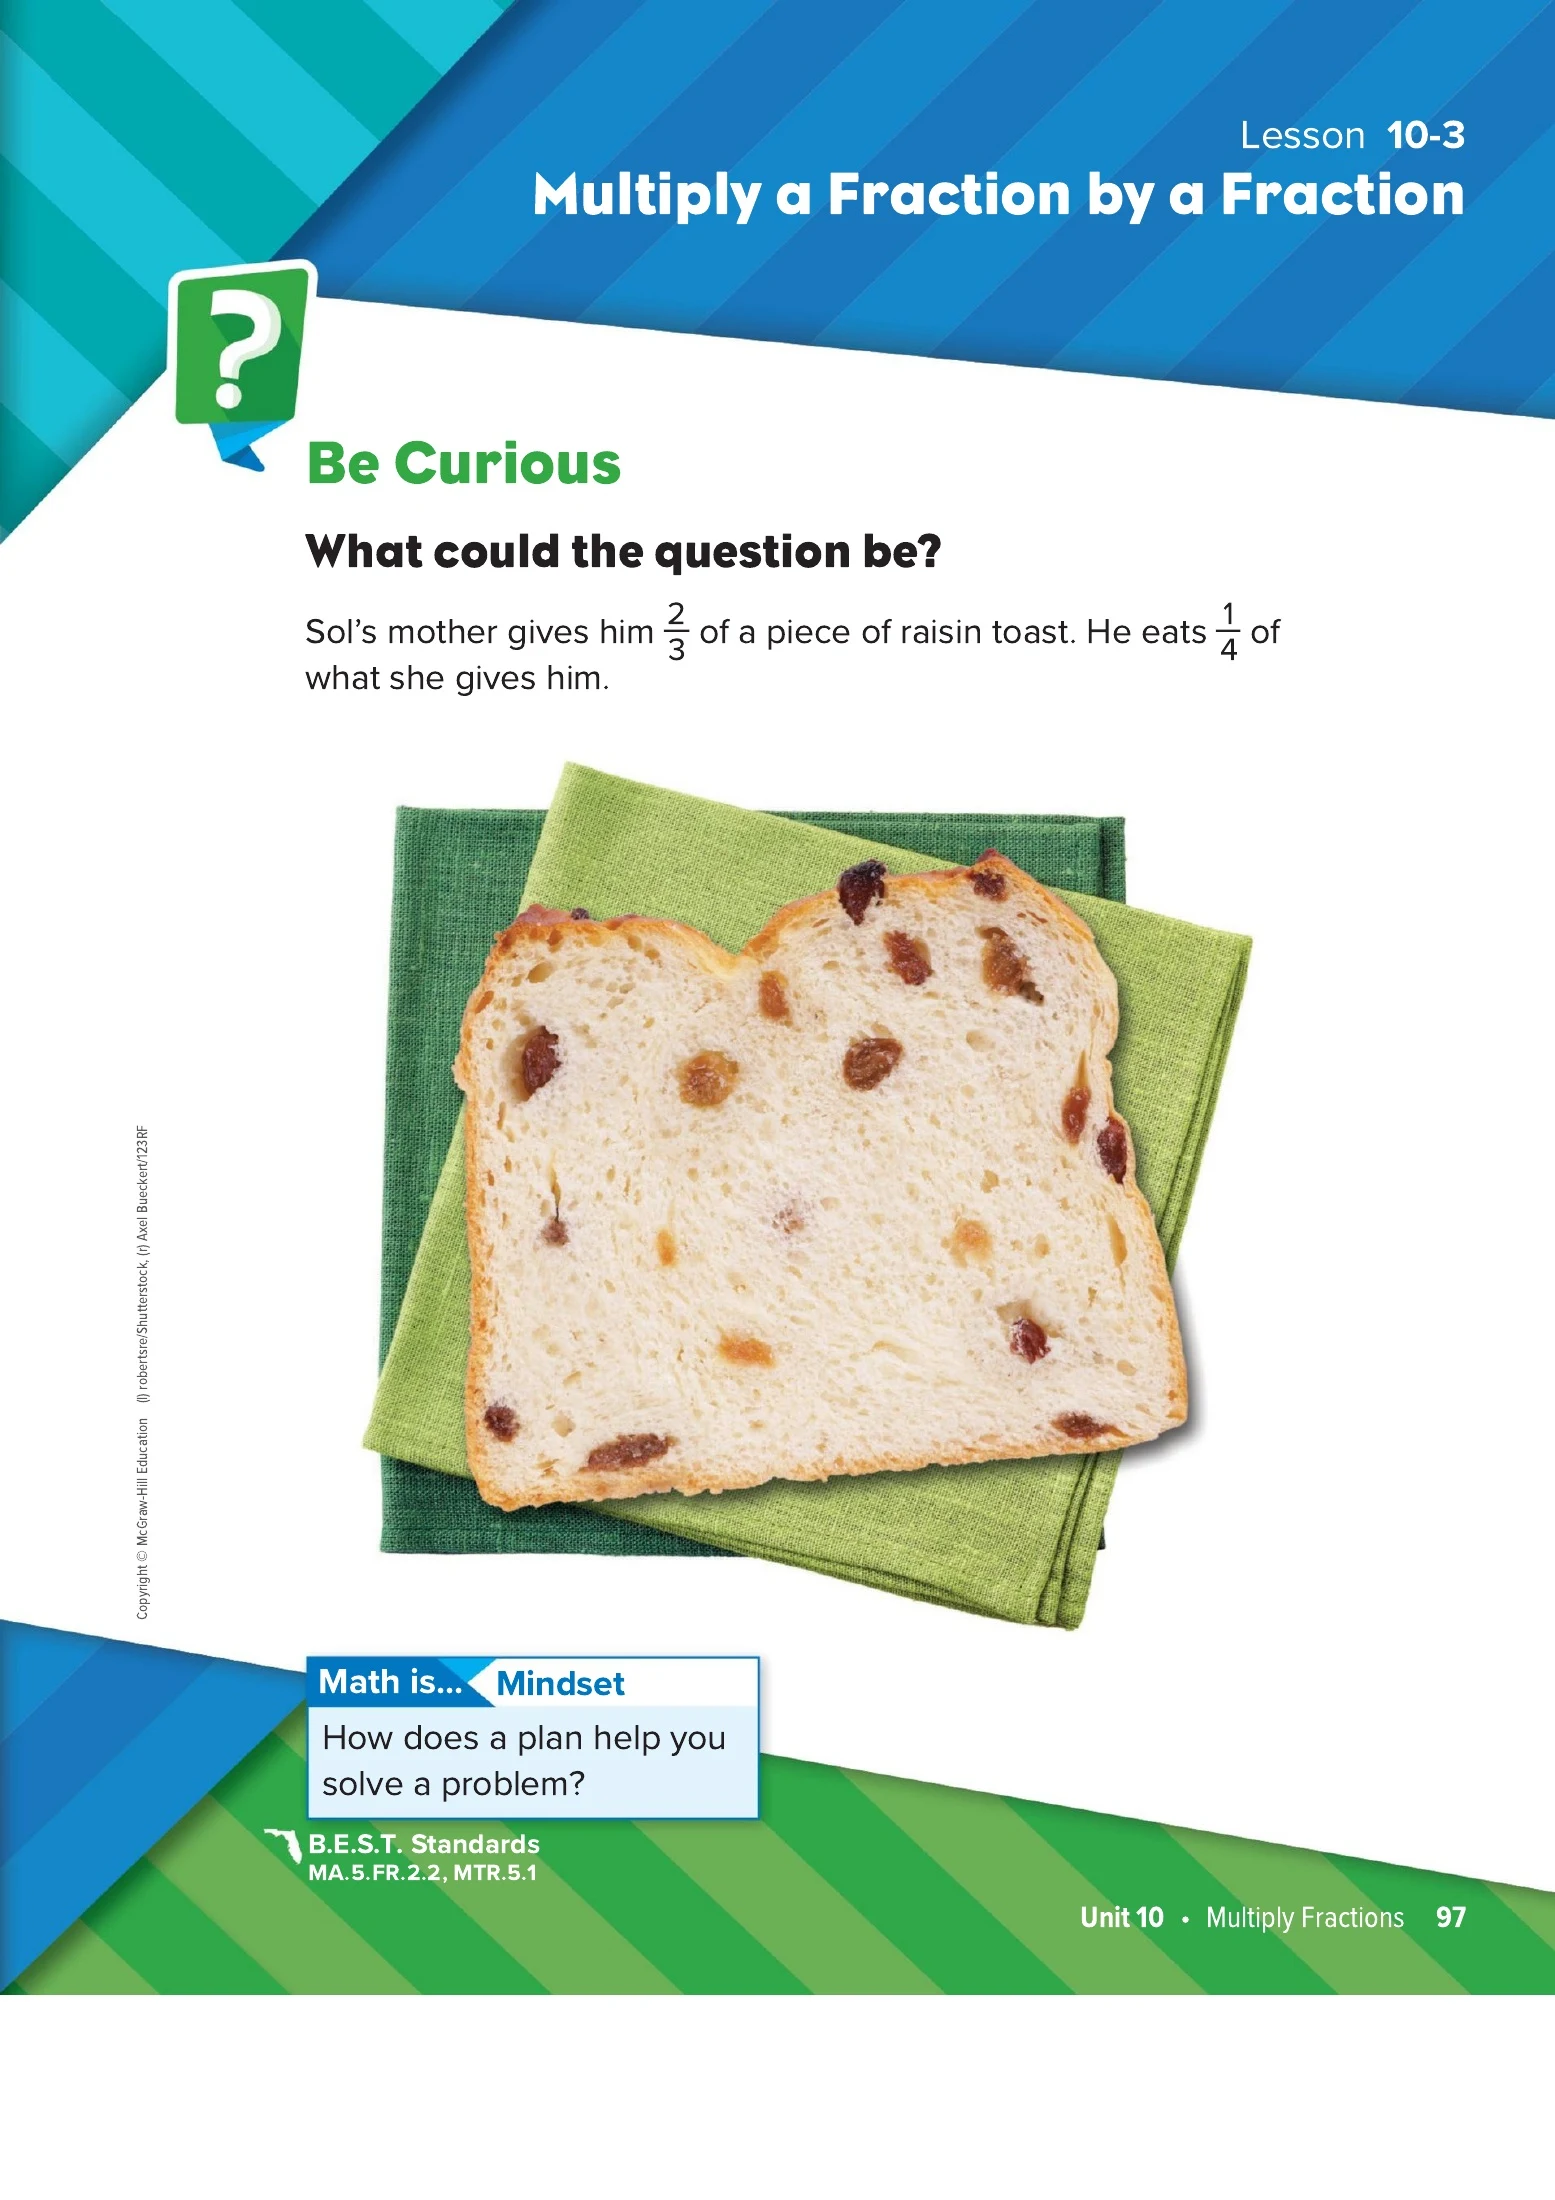 Lesson 10-3
Multiply a Fraction by a Fraction
?
Be Curious
What could the question be?
Sol’s mother gives him 2/3 of a piece of raisin toast. He eats 1/4 of
what she gives him.
Copyright © McGraw-Hill Education (l) robertsre/Shutterstock, (r) Axel Bueckert/123RF
Math is... Mindset
How does a plan help you
solve a problem?
B.E.S.T. Standards
MA.5.FR.2.2, MTR.5.1
Unit 10 • Multiply Fractions 97